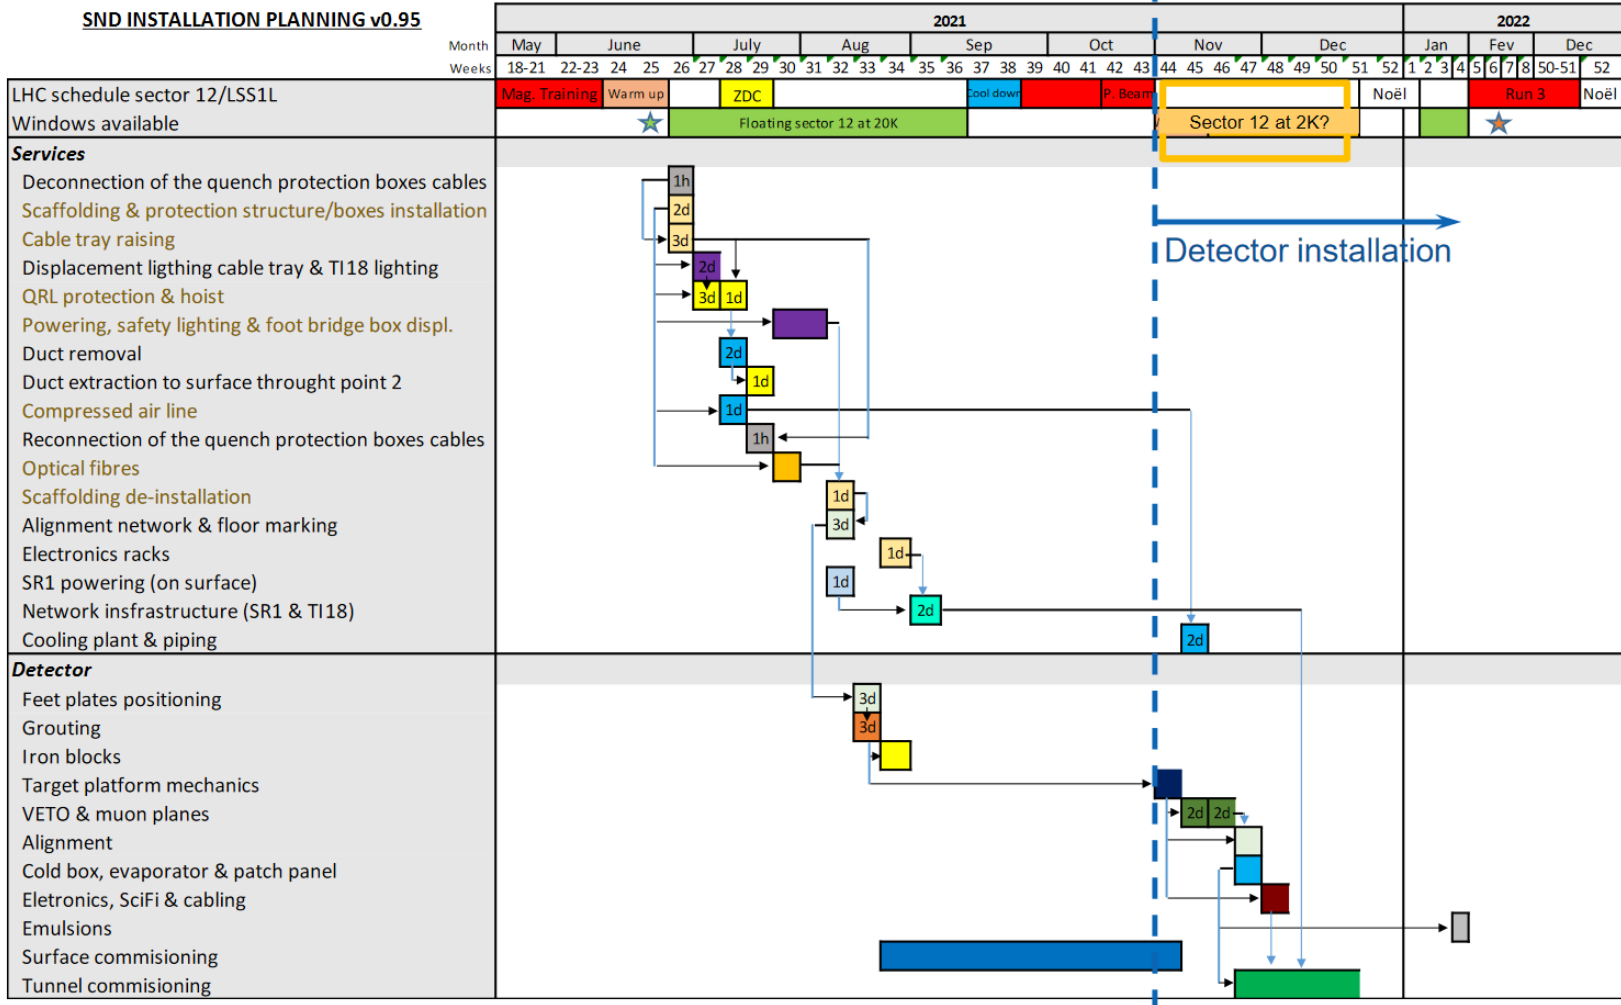 SND INSTALLATION PLANNING v0.95
2021 2022
Month May June July Aug Sep Oct Nov Dec Jan Fev Dec
Weeks 18-21 22-23 24 25 26 27 28 29 30 31 32 33 34 35 36 37 38 39 40 41 42 43 44 45 46 47 48 49 50 51 52 1 2 3 4 5 6 7 8 50-51 52
LHC schedule sector 12/LSS1L Mag. Training Warm up ZDC Cool down P. Beam Noël Run 3 Noël
Windows available Floating sector 12 at 20K Sector 12 at 2K?
Services
Deconnection of the quench protection boxes cables 1h
Scaffolding & protection structure/boxes installation 2d
Cable tray raising 3d
Detector installation
Displacement ligthing cable tray & TI18 lighting 2d
QRL protection & hoist 3d 1d
Powering, safety lighting & foot bridge box displ.
Duct removal 2d
Duct extraction to surface throught point 2 1d
Compressed air line 1d
Reconnection of the quench protection boxes cables 1h
Optical fibres
Scaffolding de-installation 1d
Alignment network & floor marking 3d
Electronics racks 1d
SR1 powering (on surface) 1d
Network insfrastructure (SR1 & TI18) 2d
Cooling plant & piping 2d
Detector
Feet plates positioning 3d
Grouting 3d
Iron blocks
Target platform mechanics
VETO & muon planes 2d 2d
Alignment
Cold box, evaporator & patch panel
Eletronics, SciFi & cabling
Emulsions
Surface commisioning
Tunnel commisioning